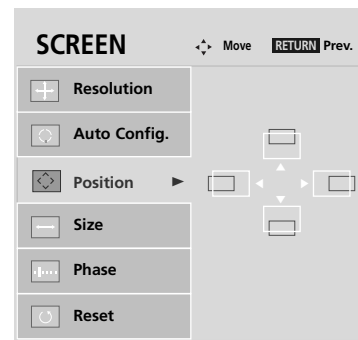 SCREEN Move RETURN Prev.
Resolution
Auto Config.
Position
Size
Phase
Reset